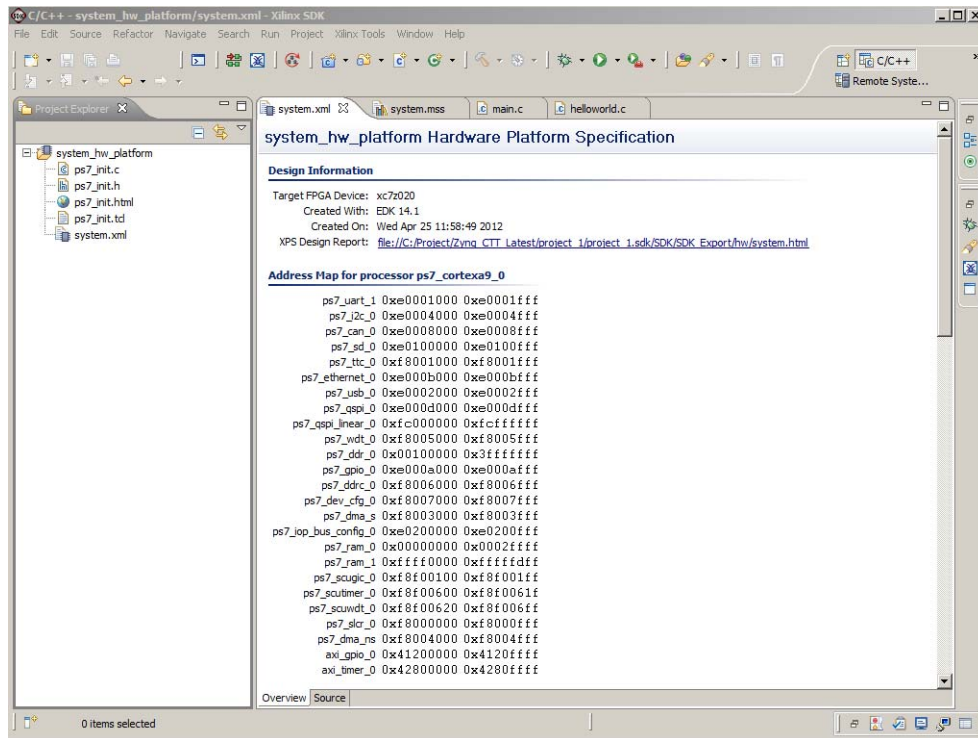 C/C++ - system_hw_platform/system.xml - Xilinx SDK
File Edit Source Refactor Navigate Search Run Project Xilinx Tools Window Help
C/C++
Remote Syste...
Project Explorer
system.xml system.mss main.c helloworld.c
system_hw_platform
ps7_init.c
ps7_init.h
ps7_init.html
ps7_init.tcl
system.xml
system_hw_platform Hardware Platform Specification
Design Information
Target FPGA Device: xc7z020
Created With: EDK 14.1
Created On: Wed Apr 25 11:58:49 2012
XPS Design Report: file://C:/Project/Zynq_CTT_Latest/project_1/project_1.sdk/SDK/SDK_Export/hw/system.html
Address Map for processor ps7_cortexa9_0
ps7_uart_1 0xe0001000 0xe0001fff
ps7_i2c_0 0xe0004000 0xe0004fff
ps7_can_0 0xe0008000 0xe0008fff
ps7_sd_0 0xe0100000 0xe0100fff
ps7_ttc_0 0xf8001000 0xf8001fff
ps7_ethernet_0 0xe000b000 0xe000bfff
ps7_usb_0 0xe0002000 0xe0002fff
ps7_qspi_0 0xe000d000 0xe000dfff
ps7_qspi_linear_0 0xfc000000 0xfcffffff
ps7_wdt_0 0xf8005000 0xf8005fff
ps7_ddr_0 0x00100000 0x3fffffff
ps7_gpio_0 0xe000a000 0xe000afff
ps7_ddrc_0 0xf8006000 0xf8006fff
ps7_dev_cfg_0 0xf8007000 0xf8007fff
ps7_dma_s 0xf8003000 0xf8003fff
ps7_iop_bus_config_0 0xe0200000 0xe0200fff
ps7_ram_0 0x00000000 0x0002ffff
ps7_ram_1 0xffff0000 0xfffffdff
ps7_scugic_0 0xf8f00100 0xf8f001ff
ps7_scutimer_0 0xf8f00600 0xf8f0061f
ps7_scuwdt_0 0xf8f00620 0xf8f006ff
ps7_slcr_0 0xf8000000 0xf8000fff
ps7_dma_ns 0xf8004000 0xf8004fff
axi_gpio_0 0x41200000 0x4120ffff
axi_timer_0 0x42800000 0x4280ffff
Overview Source
0 items selected